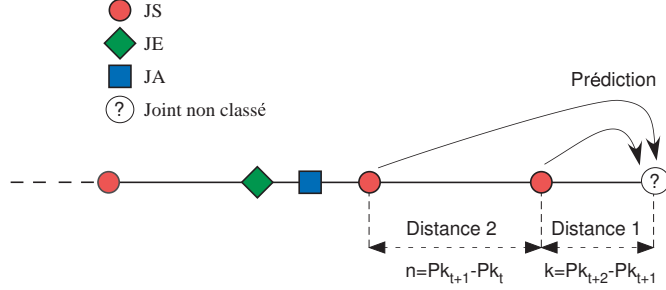 JS
JE
JA
? Joint non classé
Prédiction
?
Distance 2
Distance 1
n=Pk_{t+1}-Pk_t
k=Pk_{t+2}-Pk_{t+1}